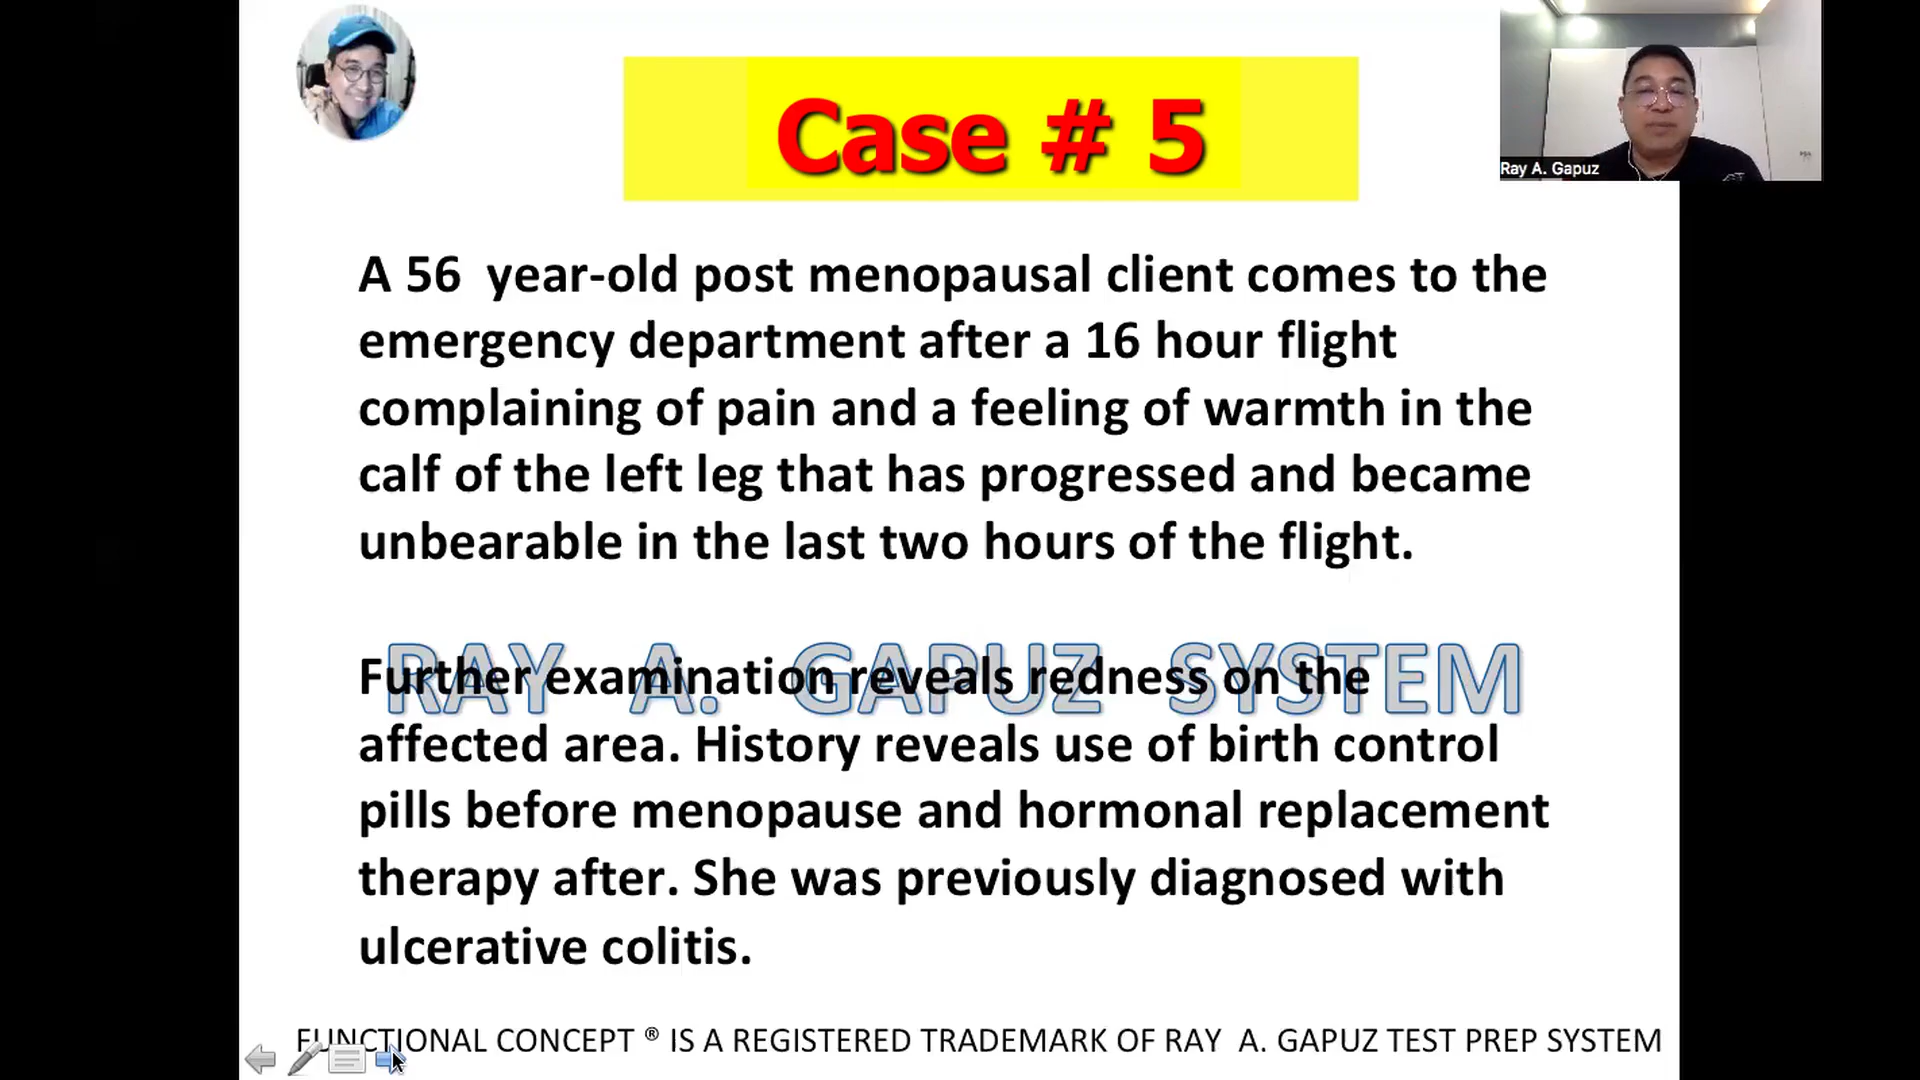 Case # 5
Ray A. Gapuz
A 56 year-old post menopausal client comes to the
emergency department after a 16 hour flight
complaining of pain and a feeling of warmth in the
calf of the left leg that has progressed and became
unbearable in the last two hours of the flight.
RAY A. GAPUZ SYSTEM
Further examination reveals redness on the
affected area. History reveals use of birth control
pills before menopause and hormonal replacement
therapy after. She was previously diagnosed with
ulcerative colitis.
FUNCTIONAL CONCEPT ® IS A REGISTERED TRADEMARK OF RAY A. GAPUZ TEST PREP SYSTEM